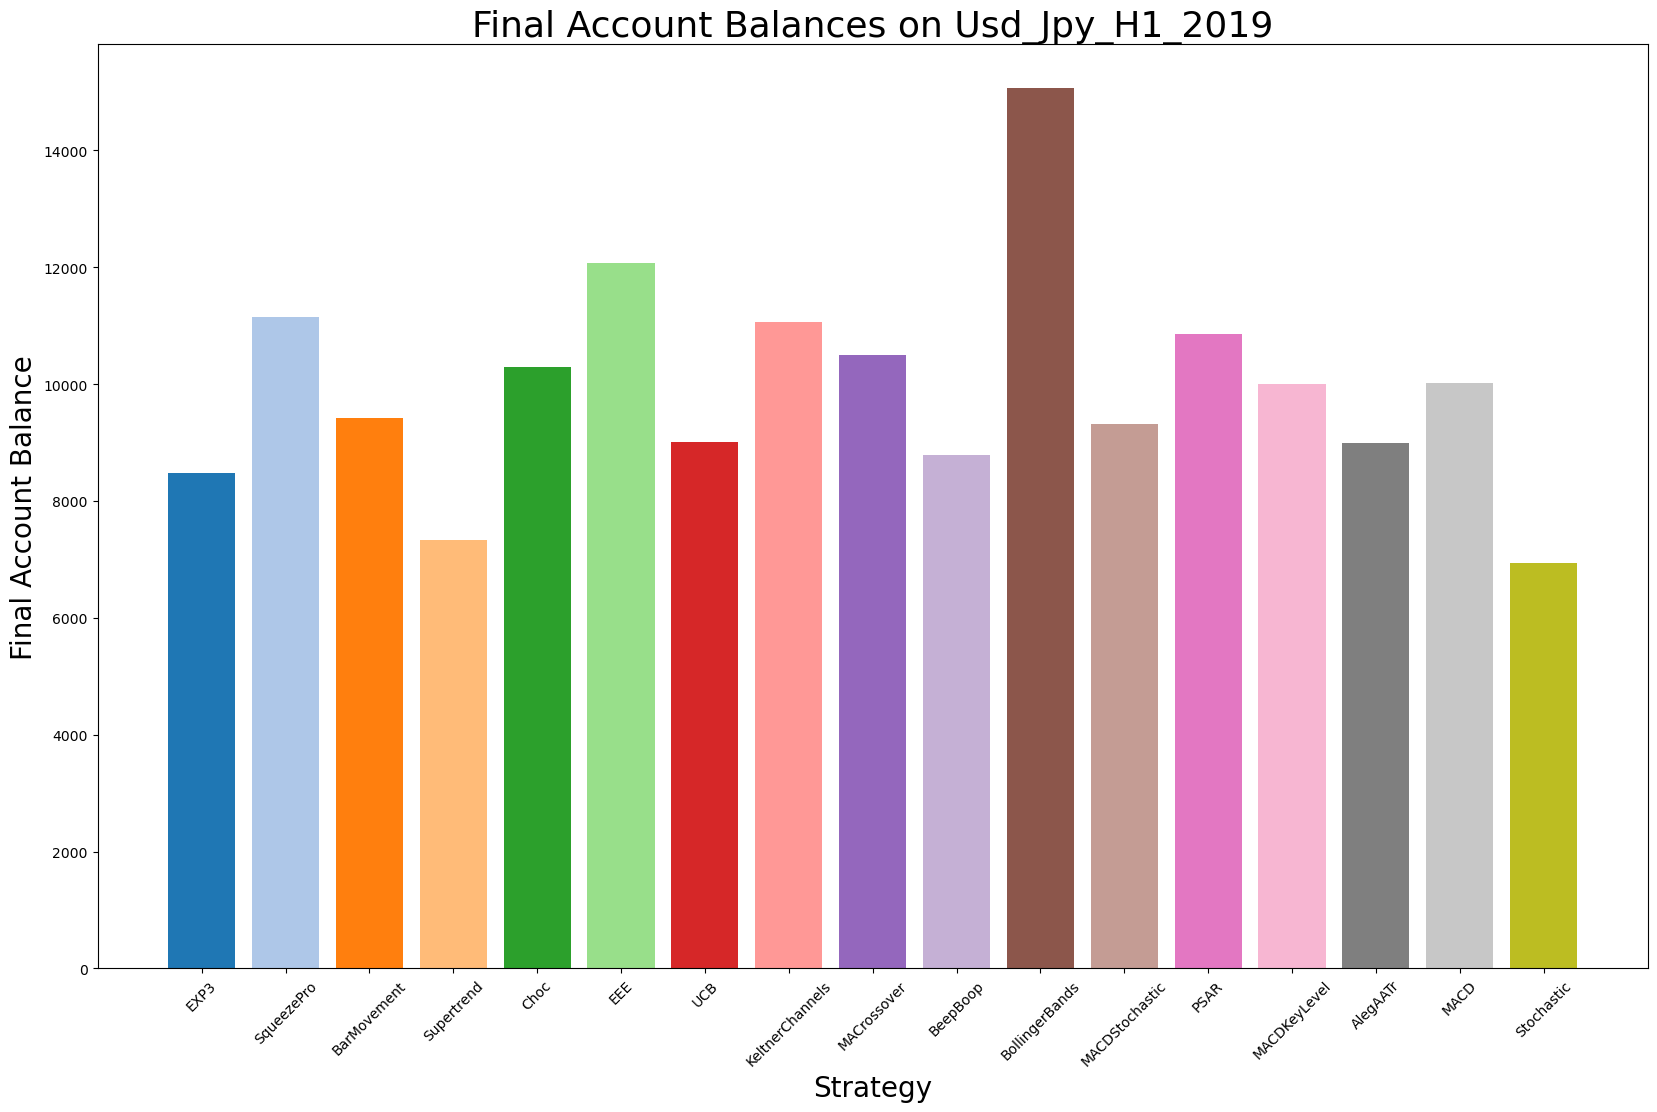 Final Account Balances on Usd_Jpy_H1_2019
Final Account Balance
14000
12000
10000
8000
6000
4000
2000
0
EXP3
SqueezePro
BarMovement
Supertrend
Choc
EEE
UCB
KeltnerChannels
MACrossover
BeepBoop
BollingerBands
MACDStochastic
PSAR
MACDKeyLevel
AlegAATr
MACD
Stochastic
Strategy